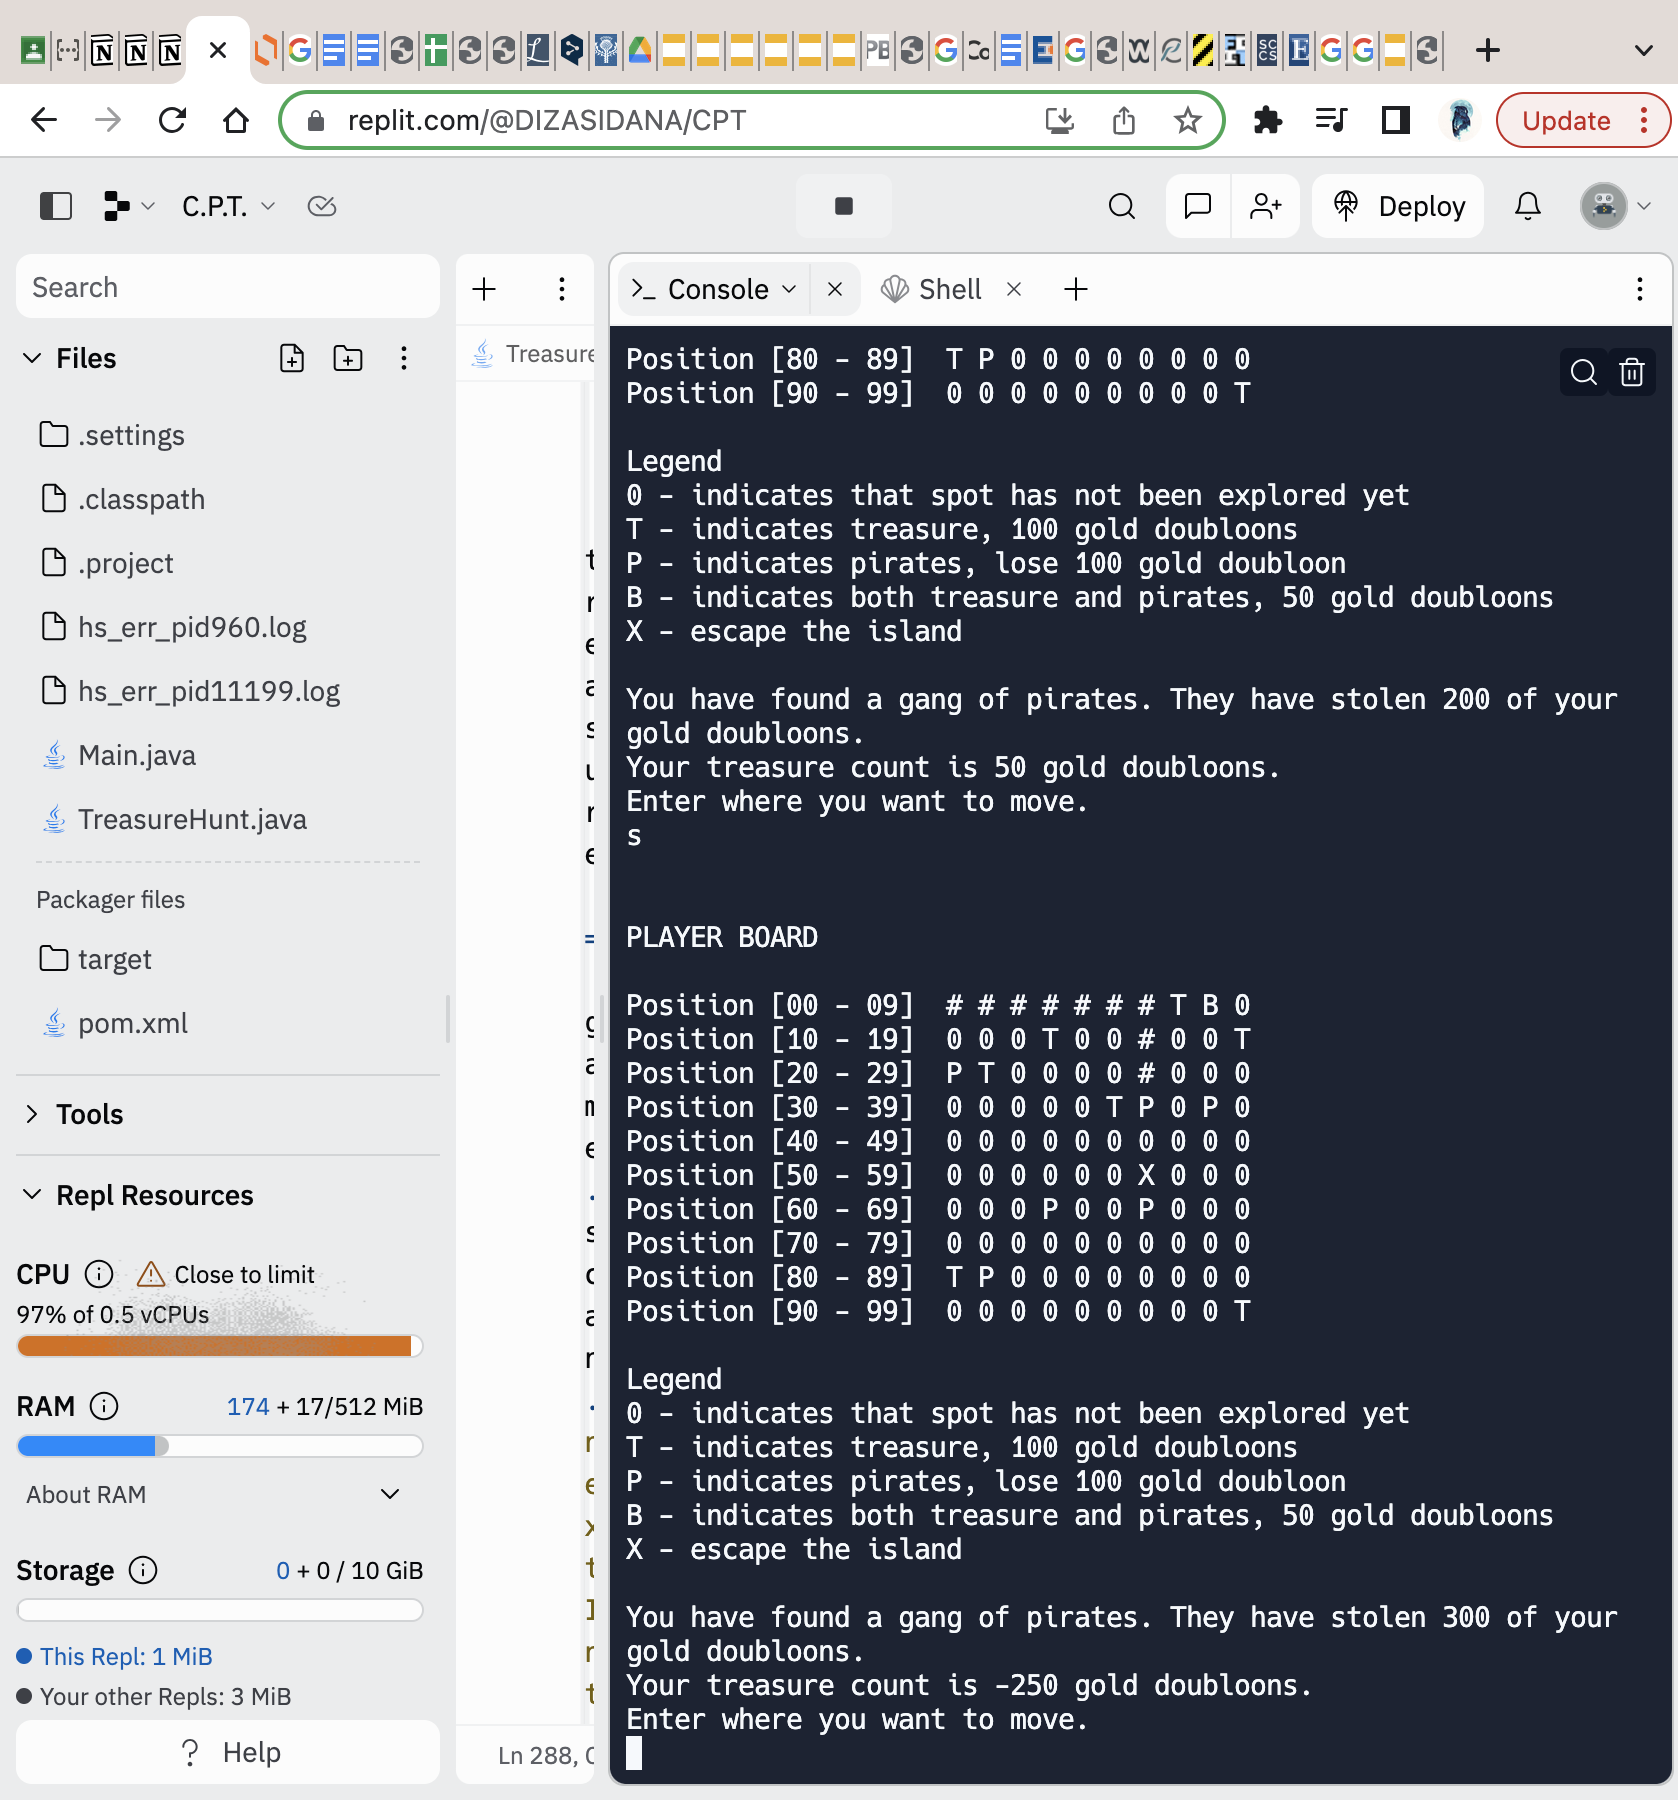 replit.com/@DIZASIDANA/CPT
Update
C.P.T.
Deploy
Search
Files
.settings
.classpath
.project
hs_err_pid960.log
hs_err_pid11199.log
Main.java
TreasureHunt.java
Packager files
target
pom.xml
Tools
Repl Resources
CPU Close to limit
97% of 0.5 vCPUs
RAM 174 + 17/512 MiB
About RAM
Storage 0 + 0 / 10 GiB
This Repl: 1 MiB
Your other Repls: 3 MiB
? Help
Treasure
Ln 288,
>_ Console
Shell
Position [80 - 89]  T P 0 0 0 0 0 0 0 0
Position [90 - 99]  0 0 0 0 0 0 0 0 0 T
Legend
0 - indicates that spot has not been explored yet
T - indicates treasure, 100 gold doubloons
P - indicates pirates, lose 100 gold doubloon
B - indicates both treasure and pirates, 50 gold doubloons
X - escape the island
You have found a gang of pirates. They have stolen 200 of your
gold doubloons.
Your treasure count is 50 gold doubloons.
Enter where you want to move.
s
PLAYER BOARD
Position [00 - 09]  # # # # # # # T B 0
Position [10 - 19]  0 0 0 T 0 0 # 0 0 T
Position [20 - 29]  P T 0 0 0 0 # 0 0 0
Position [30 - 39]  0 0 0 0 0 T P 0 P 0
Position [40 - 49]  0 0 0 0 0 0 0 0 0 0
Position [50 - 59]  0 0 0 0 0 0 X 0 0 0
Position [60 - 69]  0 0 0 P 0 0 P 0 0 0
Position [70 - 79]  0 0 0 0 0 0 0 0 0 0
Position [80 - 89]  T P 0 0 0 0 0 0 0 0
Position [90 - 99]  0 0 0 0 0 0 0 0 0 T
Legend
0 - indicates that spot has not been explored yet
T - indicates treasure, 100 gold doubloons
P - indicates pirates, lose 100 gold doubloon
B - indicates both treasure and pirates, 50 gold doubloons
X - escape the island
You have found a gang of pirates. They have stolen 300 of your
gold doubloons.
Your treasure count is -250 gold doubloons.
Enter where you want to move.